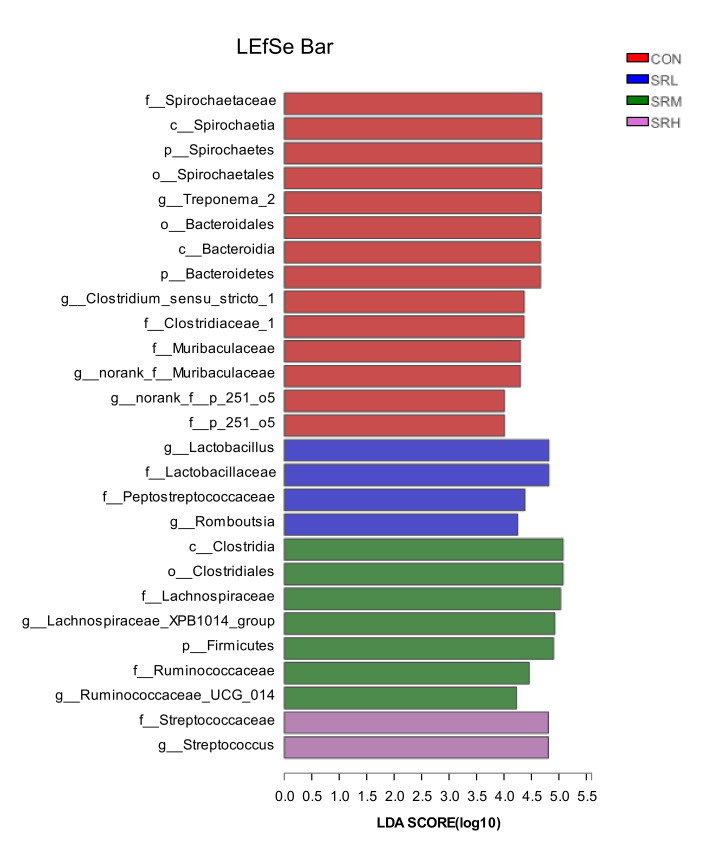 LEfSe Bar
CON
SRL
SRM
SRH
f__Spirochaetaceae
c__Spirochaetia
p__Spirochaetes
o__Spirochaetales
g__Treponema_2
o__Bacteroidales
c__Bacteroidia
p__Bacteroidetes
g__Clostridium_sensu_stricto_1
f__Clostridiaceae_1
f__Muribaculaceae
g__norank_f__Muribaculaceae
g__norank_f__p_251_o5
f__p_251_o5
g__Lactobacillus
f__Lactobacillaceae
f__Peptostreptococcaceae
g__Romboutsia
c__Clostridia
o__Clostridiales
f__Lachnospiraceae
g__Lachnospiraceae_XPB1014_group
p__Firmicutes
f__Ruminococcaceae
g__Ruminococcaceae_UCG_014
f__Streptococcaceae
g__Streptococcus
0.0 0.5 1.0 1.5 2.0 2.5 3.0 3.5 4.0 4.5 5.0 5.5
LDA SCORE(log10)